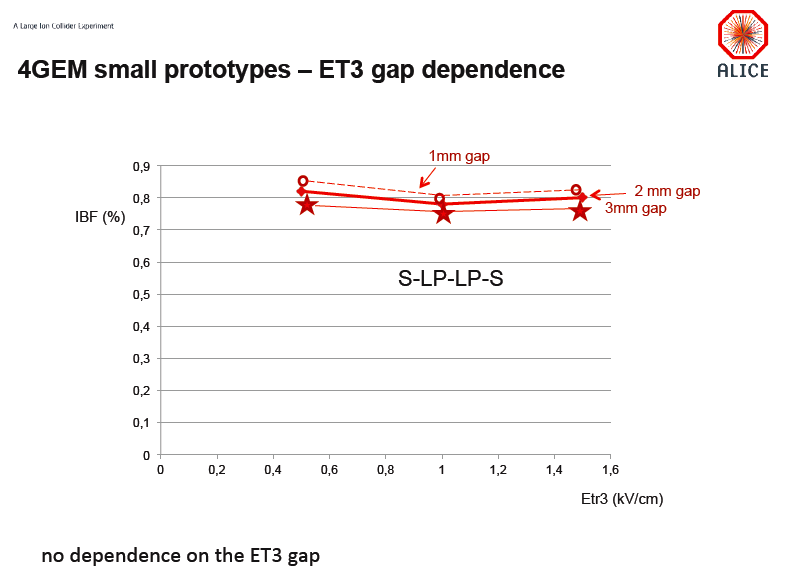 A Large Ion Collider Experiment
ALICE
4GEM small prototypes – ET3 gap dependence
1mm gap
2 mm gap
3mm gap
IBF (%)
0,9
0,8
0,7
0,6
0,5
0,4
0,3
0,2
0,1
0
S-LP-LP-S
0
0,2
0,4
0,6
0,8
1
1,2
1,4
1,6
Etr3 (kV/cm)
no dependence on the ET3 gap